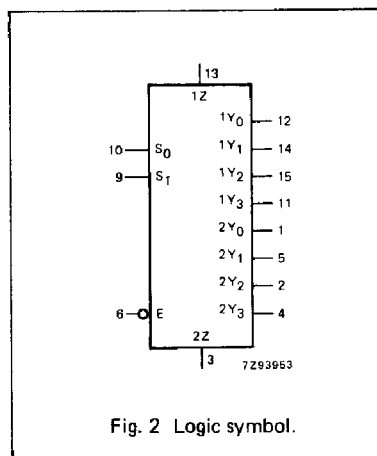 13
1Z
1Y0 12
10 S0 1Y1 14
9 S1 1Y2 15
1Y3 11
2Y0 1
2Y1 5
2Y2 2
6 E 2Y3 4
2Z
3 7Z93953
Fig. 2 Logic symbol.